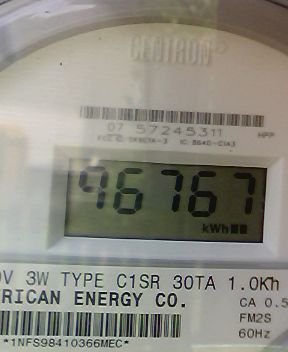 CENTRON®
07 57245311
HPP
96767
kWh
0V 3W TYPE C1SR 30TA 1.0Kh
RICAN ENERGY CO.
CA 0.5
FM2S
60Hz
*1NFS98410366MEC*